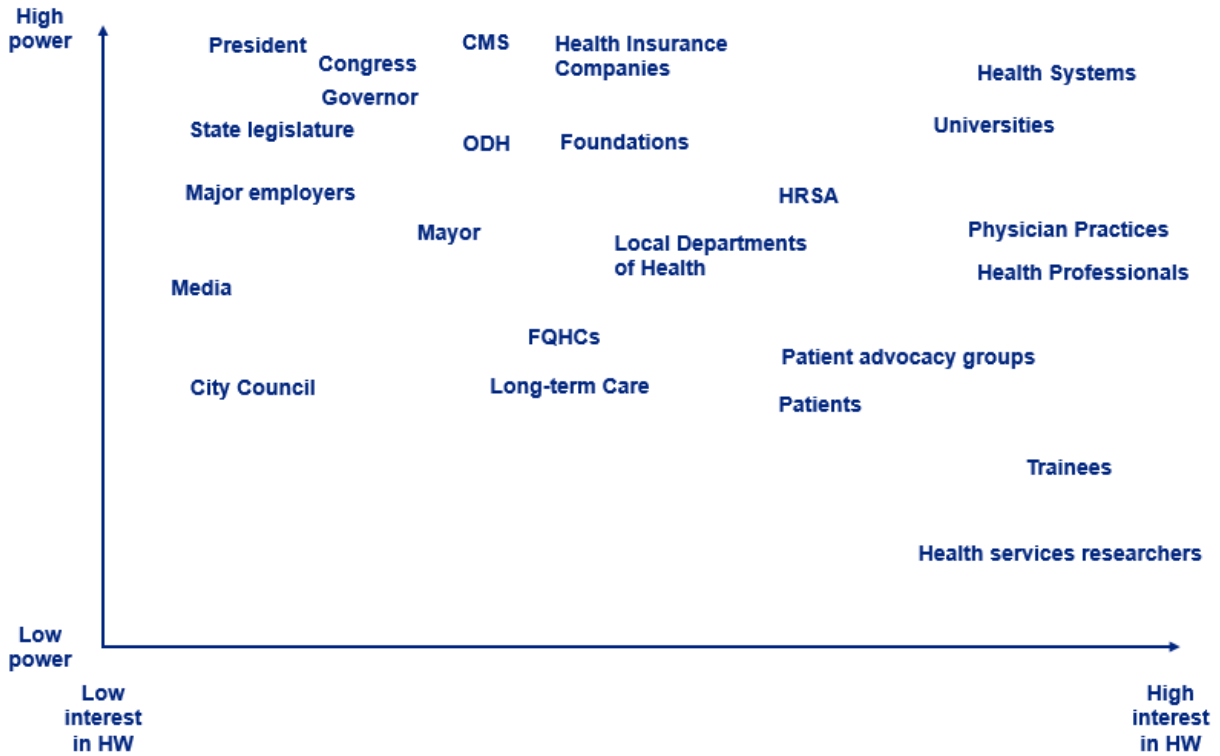 High
power
President
CMS
Health Insurance
Companies
Congress
Health Systems
Governor
State legislature
Universities
ODH
Foundations
Major employers
HRSA
Mayor
Local Departments
of Health
Physician Practices
Health Professionals
Media
FQHCs
Patient advocacy groups
City Council
Long-term Care
Patients
Trainees
Health services researchers
Low
power
Low
interest
in HW
High
interest
in HW